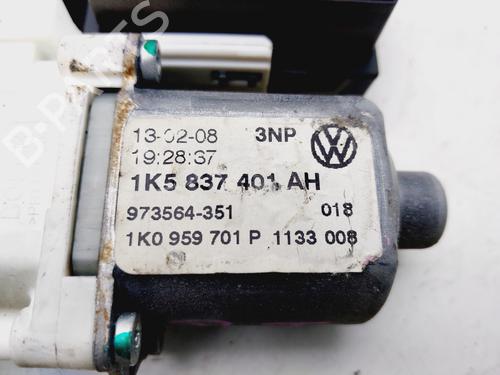 13-02-08 3NP
19:28:37
1K5 837 401 AH
973564-351 018
1K0 959 701 P 1133 008
B-PARTS